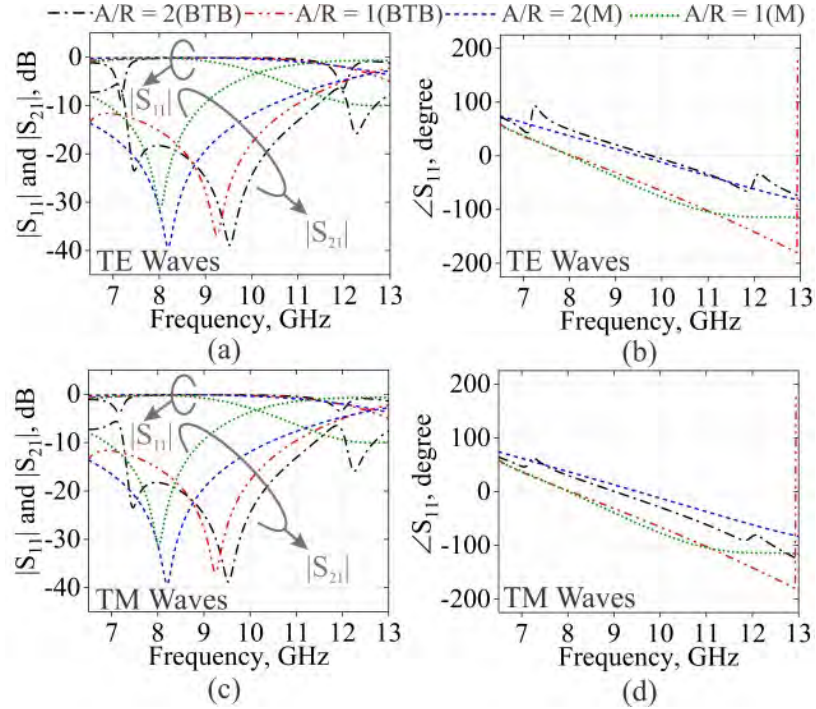 A/R = 2(BTB) A/R = 1(BTB) A/R = 2(M) A/R = 1(M)
|S11| and |S21|, dB
0
-10
-20
-30
-40
|S11|
|S21|
TE Waves
7 8 9 10 11 12 13
Frequency, GHz
(a)
∠S11, degree
200
100
0
-100
-200
TE Waves
7 8 9 10 11 12 13
Frequency, GHz
(b)
|S11| and |S21|, dB
0
-10
-20
-30
-40
|S11|
|S21|
TM Waves
7 8 9 10 11 12 13
Frequency, GHz
(c)
∠S11, degree
200
100
0
-100
-200
TM Waves
7 8 9 10 11 12 13
Frequency, GHz
(d)